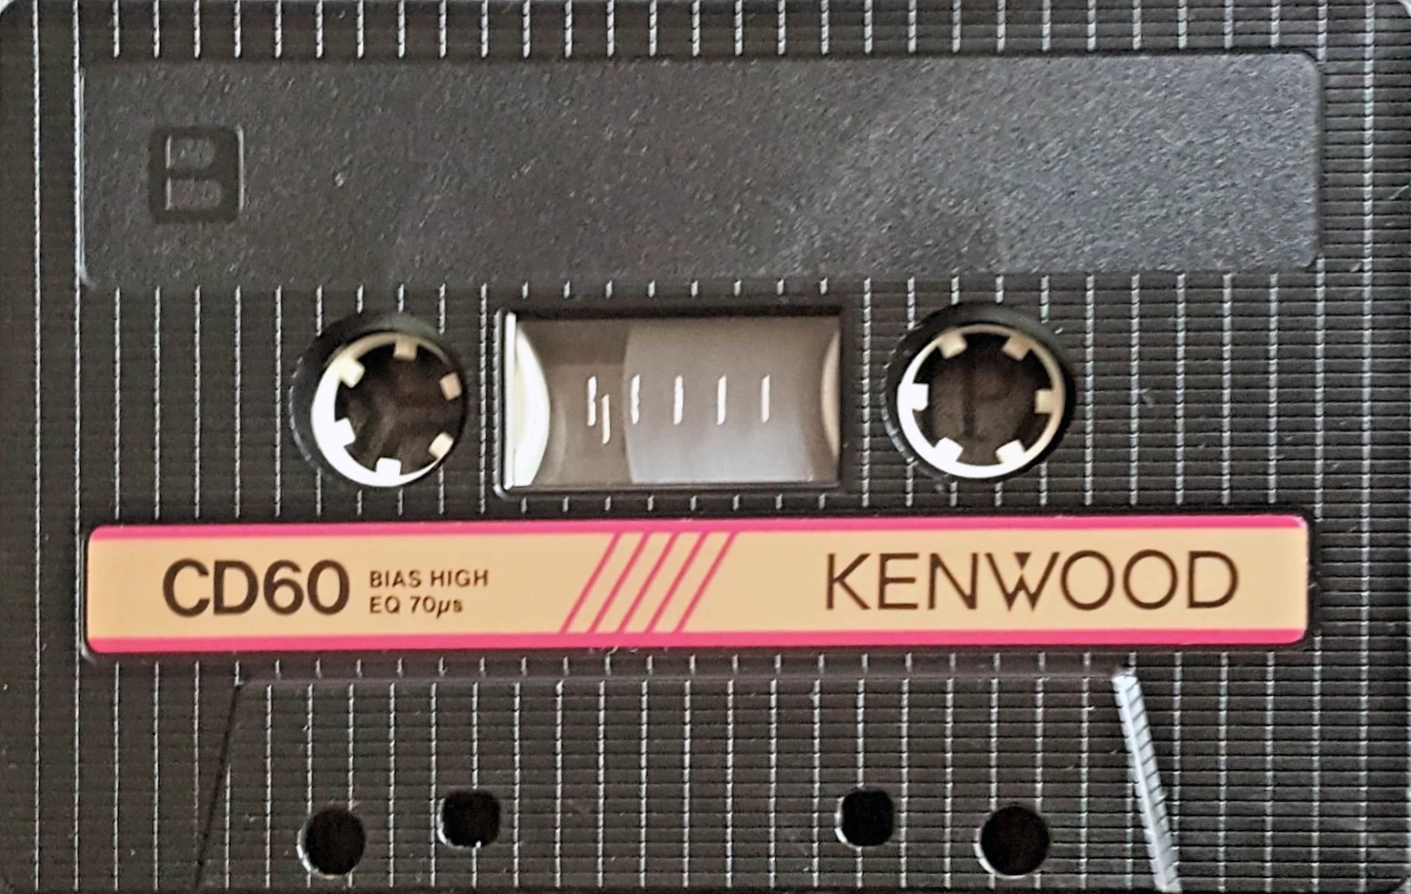 B
CD60
BIAS HIGH
EQ 70µs
KENWOOD